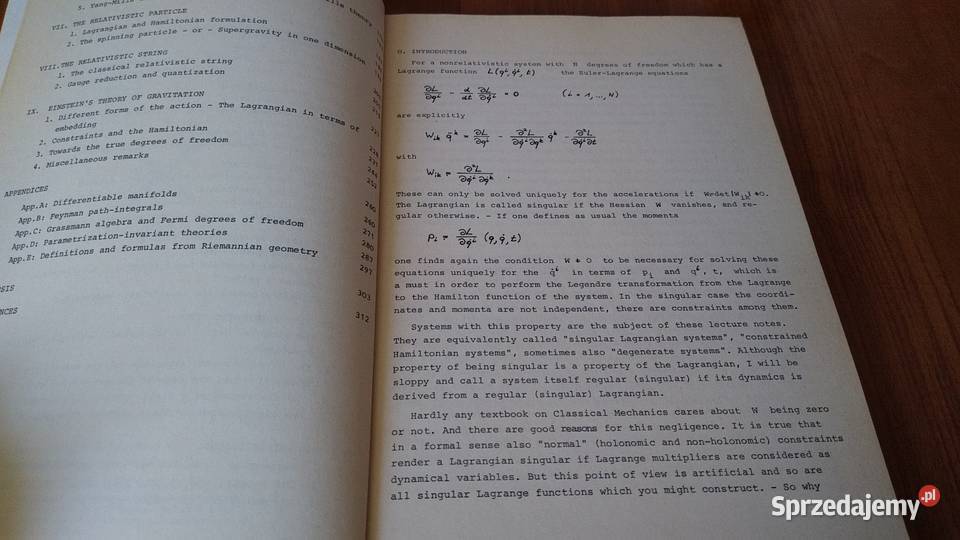 5. Yang-Mills theory
VII. THE RELATIVISTIC PARTICLE
1. Lagrangian and Hamiltonian formulation
2. The spinning particle - or - Supergravity in one dimension
VIII.THE RELATIVISTIC STRING
1. The classical relativistic string
2. Gauge reduction and quantization
IX. EINSTEIN'S THEORY OF GRAVITATION
1. Different forms of the action - The Lagrangian in terms of
embedding
2. Constraints and the Hamiltonian
3. Towards the true degrees of freedom
4. Miscellaneous remarks
APPENDICES
App.A: Differentiable manifolds 260
App.B: Feynman path-integrals
App.C: Grassmann algebra and Fermi degrees of freedom 271
App.D: Parametrization-invariant theories 280
App.E: Definitions and formulas from Riemannian geometry 287
297
303
312
O. INTRODUCTION
For a nonrelativistic system with N degrees of freedom which has a
Lagrange function L(qⁱ, q̇ⁱ, t) the Euler-Lagrange equations
∂L/∂qⁱ - d/dt ∂L/∂q̇ⁱ = 0 (i = 1, ..., N)
are explicitly
W_ik q̈ᵏ = ∂L/∂qⁱ - ∂²L/∂q̇ⁱ∂qᵏ q̇ᵏ - ∂²L/∂q̇ⁱ∂t
with
W_ik = ∂²L/∂q̇ⁱ∂q̇ᵏ .
These can only be solved uniquely for the accelerations if W=det|W_ik| ≠0.
The Lagrangian is called singular if the Hessian W vanishes, and re-
gular otherwise. - If one defines as usual the momenta
p_i = ∂L/∂q̇ⁱ (q, q̇, t)
one finds again the condition W ≠ O to be necessary for solving these
equations uniquely for the q̇ᵏ in terms of p_i and qᵏ, t, which is
a must in order to perform the Legendre transformation from the Lagrange
to the Hamilton function of the system. In the singular case the coordi-
nates and momenta are not independent, there are constraints among them.
Systems with this property are the subject of these lecture notes.
They are equivalently called "singular Lagrangian systems", "constrained
Hamiltonian systems", sometimes also "degenerate systems". Although the
property of being singular is a property of the Lagrangian, I will be
sloppy and call a system itself regular (singular) if its dynamics is
derived from a regular (singular) Lagrangian.
Hardly any textbook on Classical Mechanics cares about W being zero
or not. And there are good reasons for this negligence. It is true that
in a formal sense also "normal" (holonomic and non-holonomic) constraints
render a Lagrangian singular if Lagrange multipliers are considered as
dynamical variables. But this point of view is artificial and so are
all singular Lagrange functions which you might construct. - So why
Sprzedajemy.pl